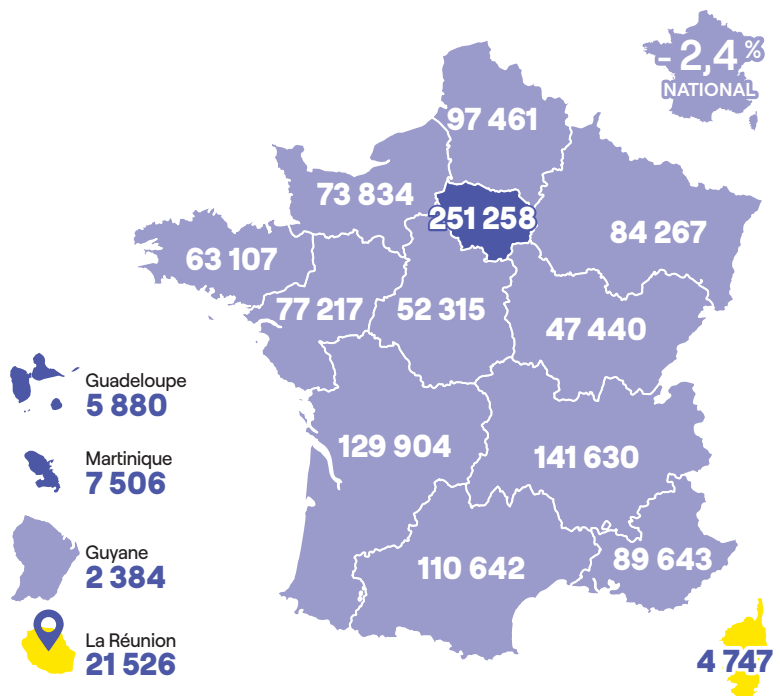 - 2,4 %
NATIONAL
97 461
73 834
251 258
84 267
63 107
77 217
52 315
47 440
129 904
141 630
110 642
89 643
4 747
Guadeloupe
5 880
Martinique
7 506
Guyane
2 384
La Réunion
21 526